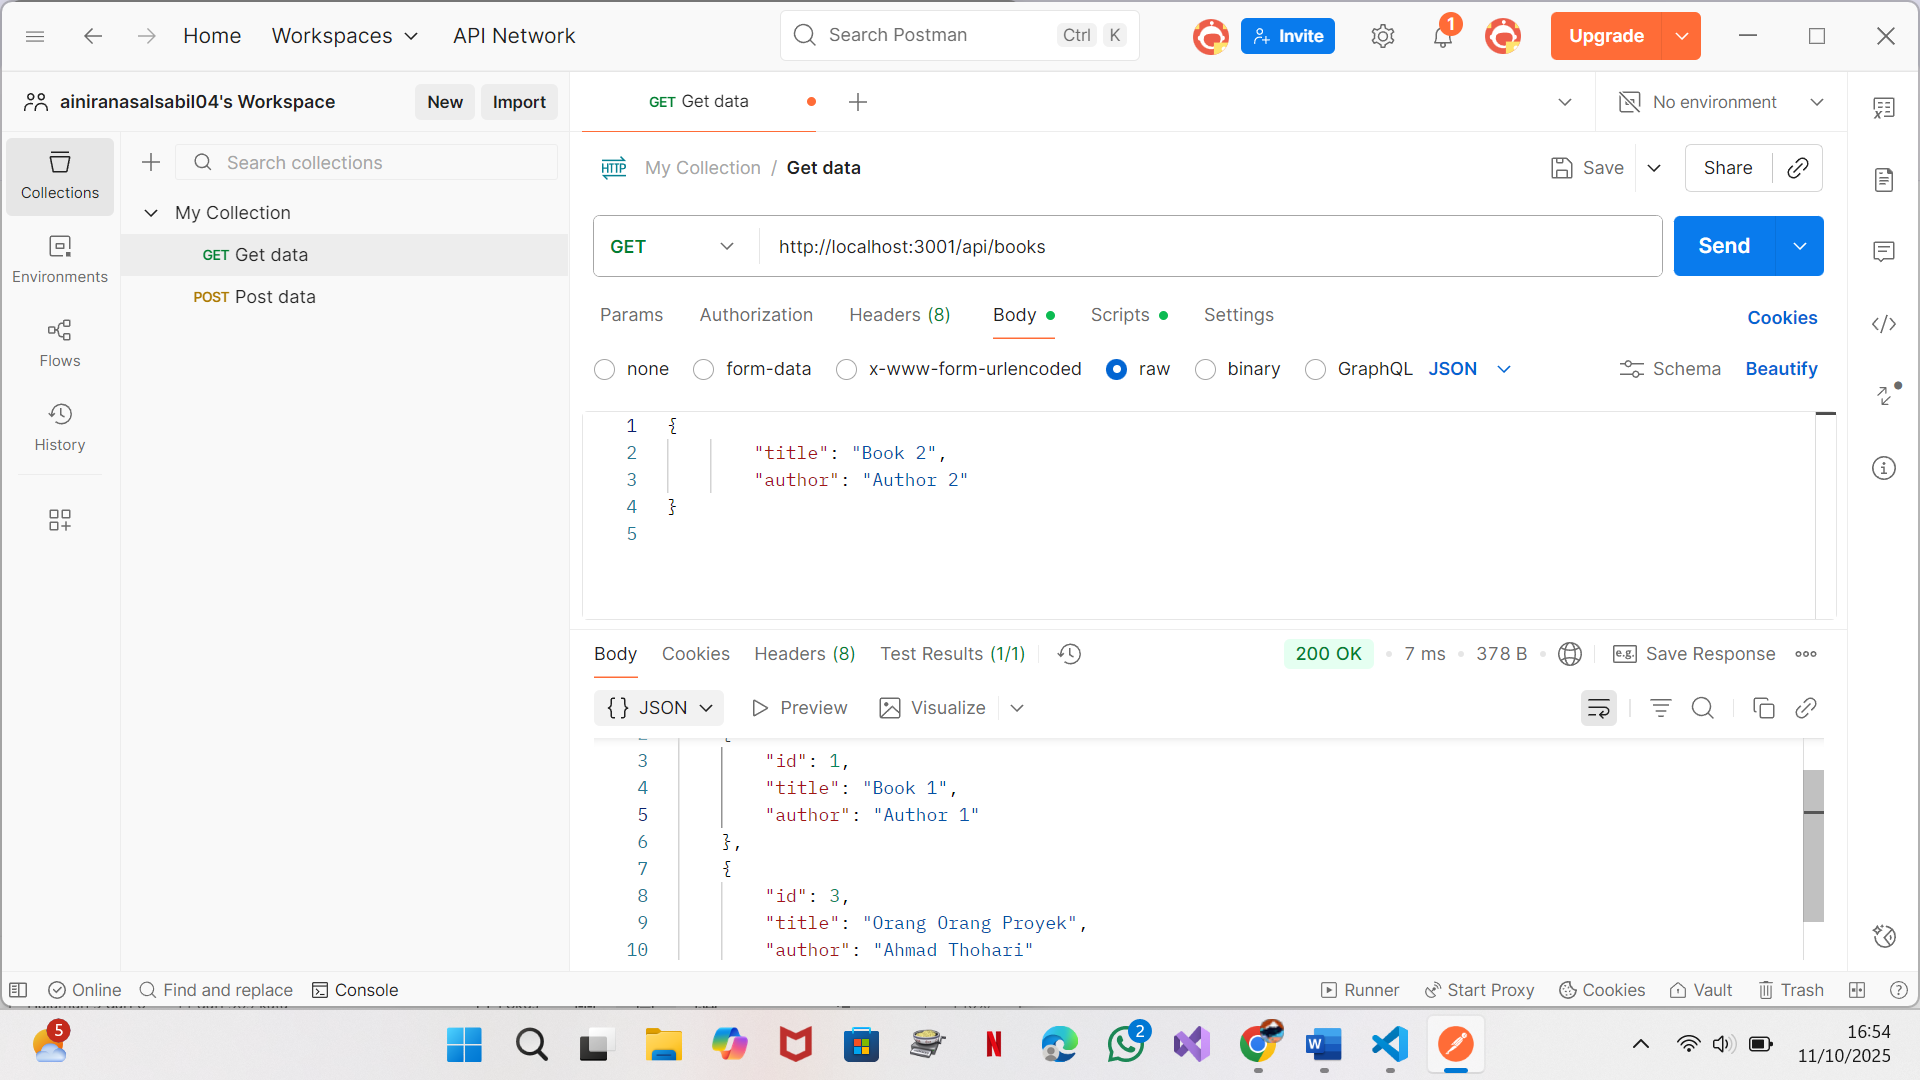 Home Workspaces API Network Search Postman Ctrl K Invite 1 Upgrade
ainiranasalsabil04's Workspace New Import GET Get data No environment
Collections
Search collections
HTTP My Collection / Get data Save Share
My Collection
GET Get data
POST Post data
Environments
Flows
History
GET http://localhost:3001/api/books Send
Params Authorization Headers (8) Body Scripts Settings Cookies
none form-data x-www-form-urlencoded raw binary GraphQL JSON Schema Beautify
1 {
2 "title": "Book 2",
3 "author": "Author 2"
4 }
5
Body Cookies Headers (8) Test Results (1/1) 200 OK 7 ms 378 B e.g. Save Response
{} JSON Preview Visualize
3 "id": 1,
4 "title": "Book 1",
5 "author": "Author 1"
6 },
7 {
8 "id": 3,
9 "title": "Orang Orang Proyek",
10 "author": "Ahmad Thohari"
Online Find and replace Console Runner Start Proxy Cookies Vault Trash
5 2 16:54
11/10/2025